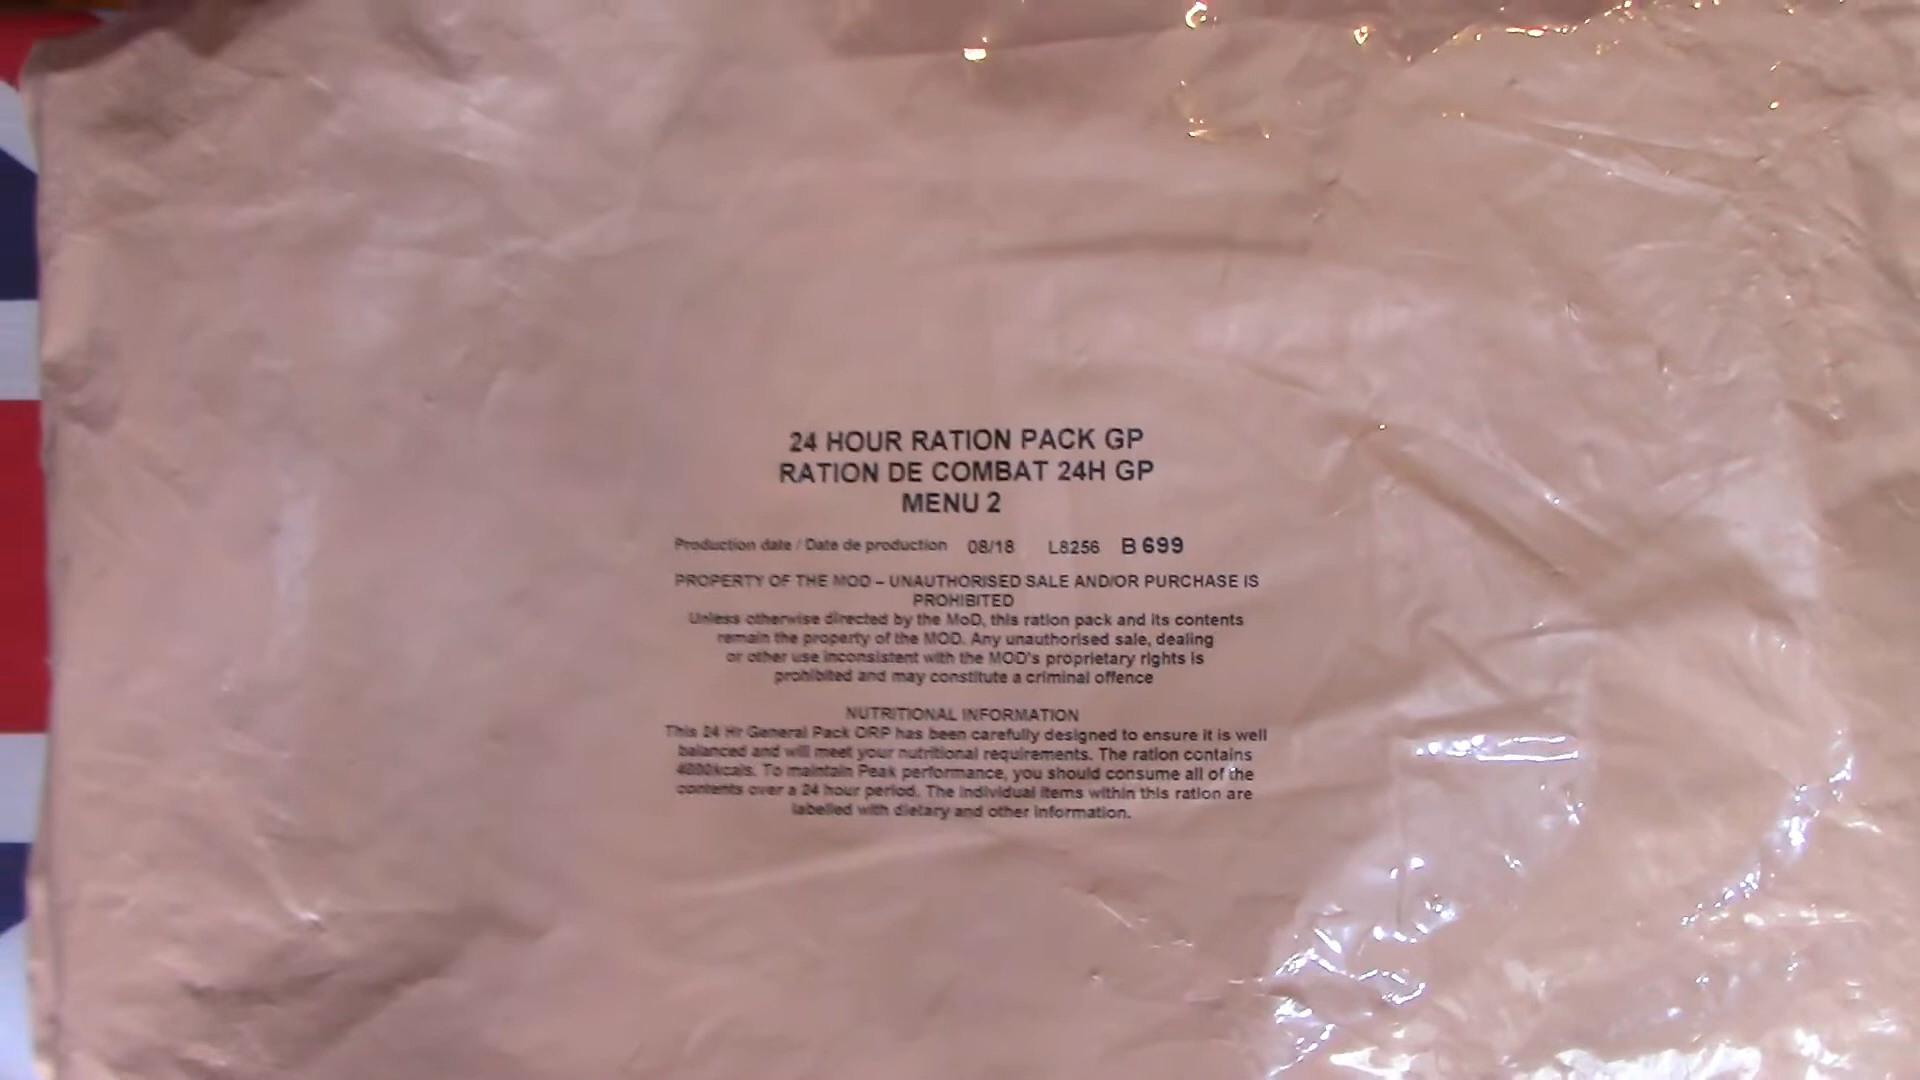 24 HOUR RATION PACK GP
RATION DE COMBAT 24H GP
MENU 2
Production date / Date de production 08/18 L8256 B 699
PROPERTY OF THE MOD – UNAUTHORISED SALE AND/OR PURCHASE IS
PROHIBITED
Unless otherwise directed by the MoD, this ration pack and its contents
remain the property of the MOD. Any unauthorised sale, dealing
or other use inconsistent with the MOD's proprietary rights is
prohibited and may constitute a criminal offence
NUTRITIONAL INFORMATION
This 24 Hr General Pack ORP has been carefully designed to ensure it is well
balanced and will meet your nutritional requirements. The ration contains
4000kcals. To maintain Peak performance, you should consume all of the
contents over a 24 hour period. The individual items within this ration are
labelled with dietary and other information.